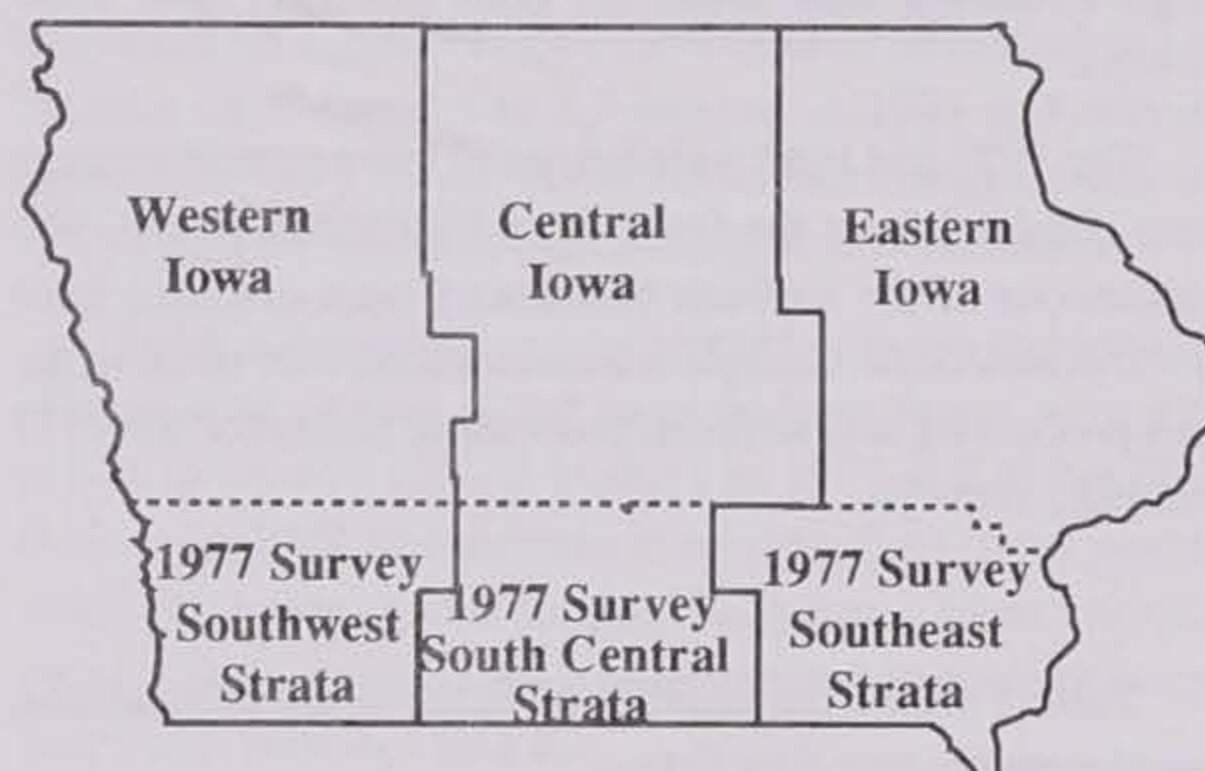 Western
Iowa
Central
Iowa
Eastern
Iowa
1977 Survey
Southwest
Strata
1977 Survey
South Central
Strata
1977 Survey
Southeast
Strata